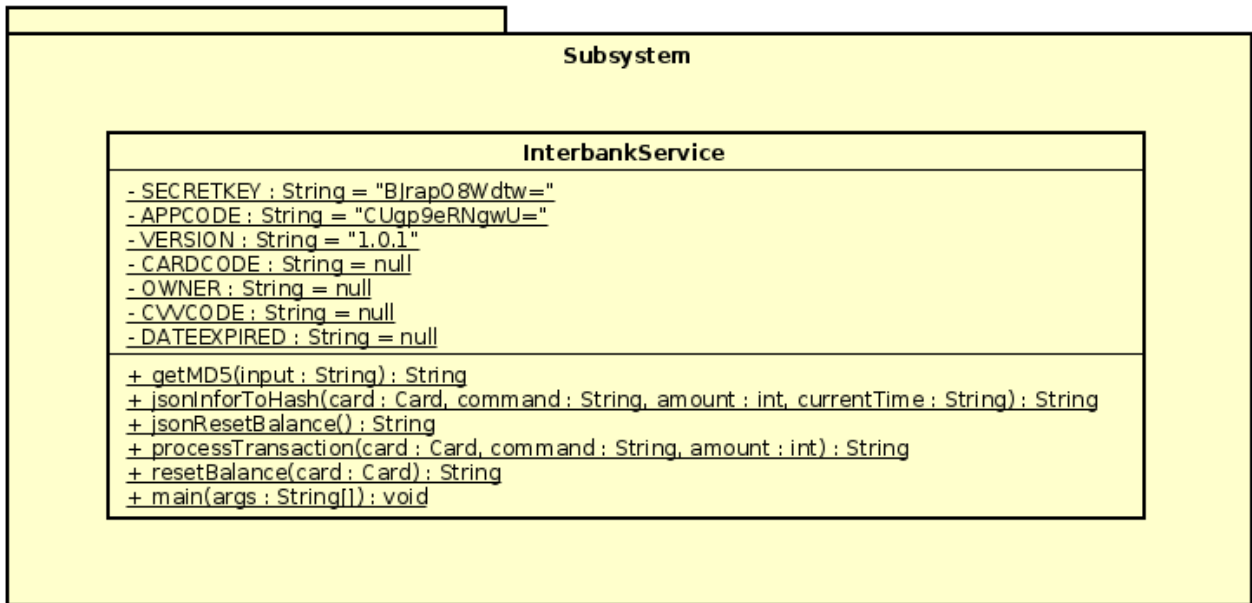 Subsystem
InterbankService
- SECRETKEY : String = "BJrapO8Wdtw="
- APPCODE : String = "CUgp9eRNgwU="
- VERSION : String = "1.0.1"
- CARDCODE : String = null
- OWNER : String = null
- CVVCODE : String = null
- DATEEXPIRED : String = null
+ getMD5(input : String) : String
+ jsonInforToHash(card : Card, command : String, amount : int, currentTime : String) : String
+ jsonResetBalance() : String
+ processTransaction(card : Card, command : String, amount : int) : String
+ resetBalance(card : Card) : String
+ main(args : String[]) : void